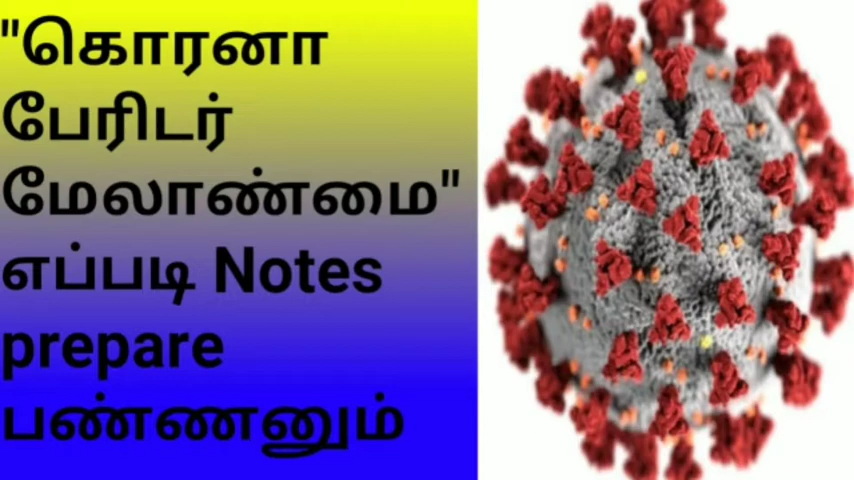 "கொரனா
பேரிடர்
மேலாண்மை"
எப்படி Notes
prepare
பண்ணனும்